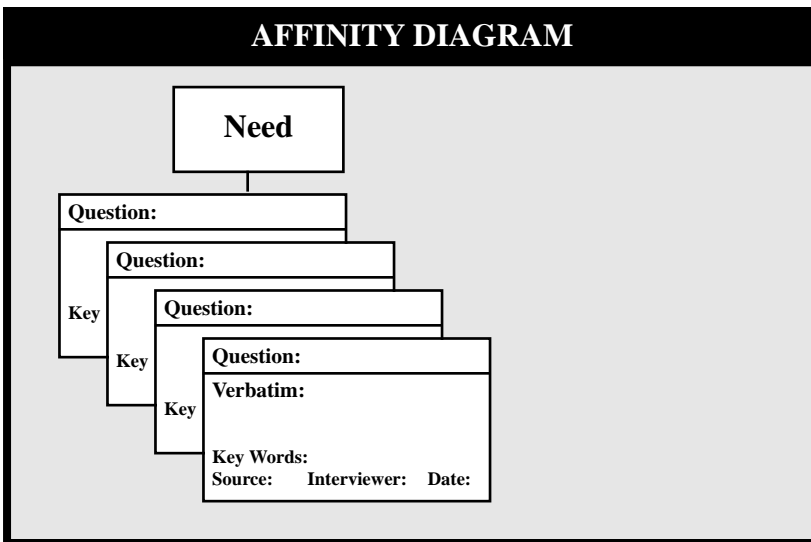 AFFINITY DIAGRAM
Need
Question:
Key
Question:
Key
Question:
Key
Question:
Verbatim:
Key Words:
Source: Interviewer: Date: